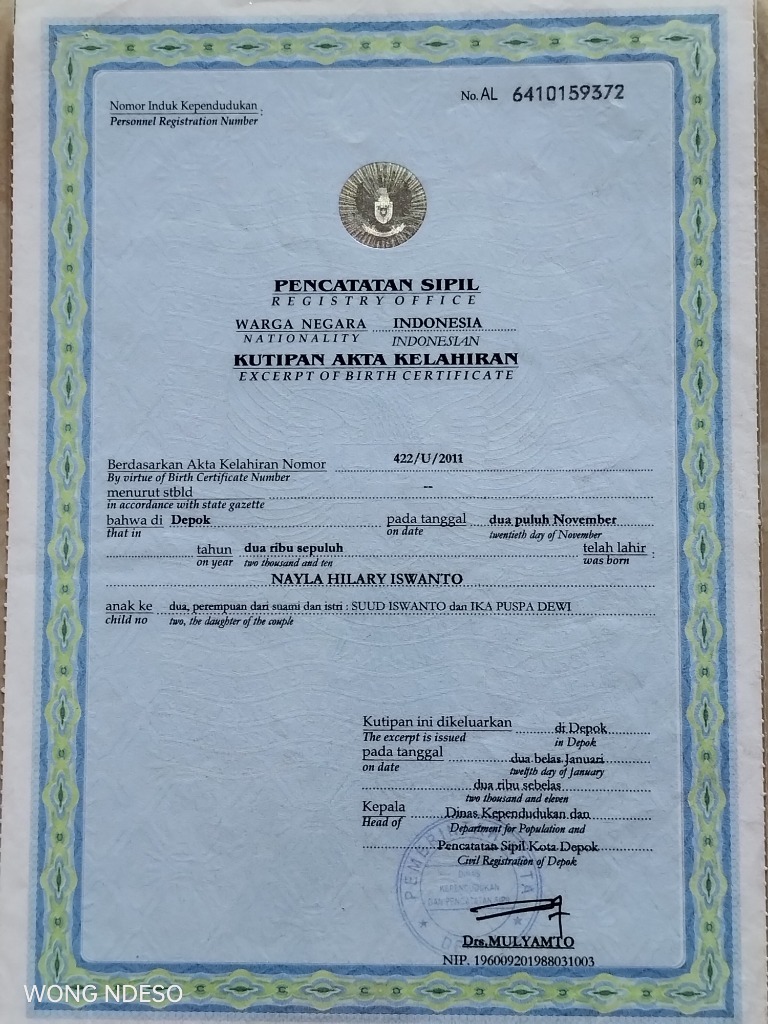 Nomor Induk Kependudukan :
Personnel Registration Number
No. AL 6410159372
PENCATATAN SIPIL
REGISTRY OFFICE
WARGA NEGARA INDONESIA
NATIONALITY INDONESIAN
KUTIPAN AKTA KELAHIRAN
EXCERPT OF BIRTH CERTIFICATE
Berdasarkan Akta Kelahiran Nomor 422/U/2011
By virtue of Birth Certificate Number
menurut stbld --
in accordance with state gazette
bahwa di Depok pada tanggal dua puluh November
that in on date twentieth day of November
tahun dua ribu sepuluh telah lahir :
on year two thousand and ten was born
NAYLA HILARY ISWANTO
anak ke dua, perempuan dari suami dan istri : SUUD ISWANTO dan IKA PUSPA DEWI
child no two, the daughter of the couple
Kutipan ini dikeluarkan di Depok
The excerpt is issued in Depok
pada tanggal dua belas Januari
on date twelfth day of January
dua ribu sebelas
two thousand and eleven
Kepala Dinas Kependudukan dan
Head of Department for Population and
Pencatatan Sipil Kota Depok
Civil Registration of Depok
DINAS
KEPENDUDUKAN
DAN PENCATATAN SIPIL
Drs.MULYAMTO
NIP. 196009201988031003
WONG NDESO